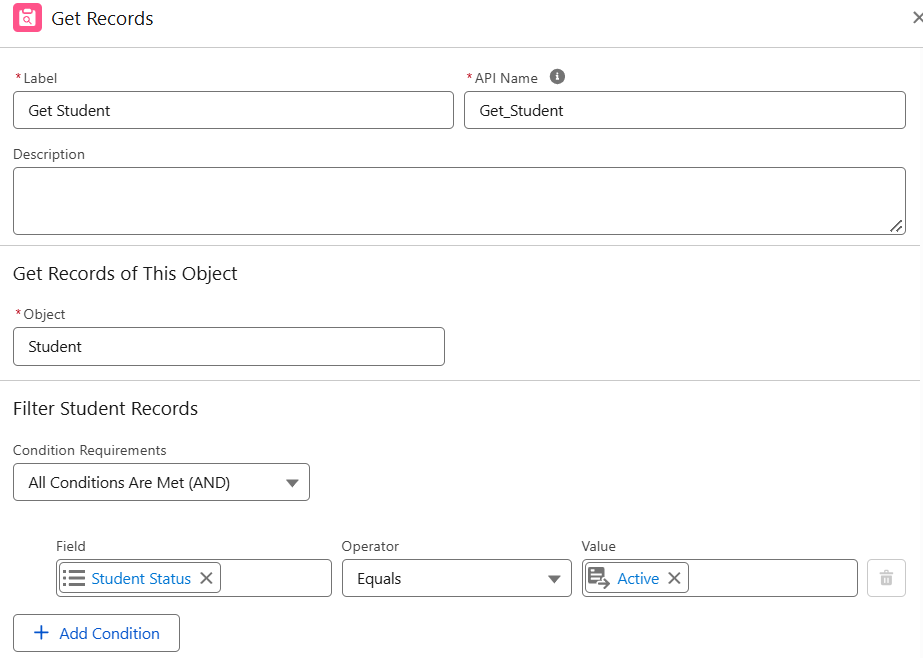 Get Records
*Label
*API Name
Get Student
Get_Student
Description
Get Records of This Object
*Object
Student
Filter Student Records
Condition Requirements
All Conditions Are Met (AND)
Field
Operator
Value
Student Status
Equals
Active
+ Add Condition